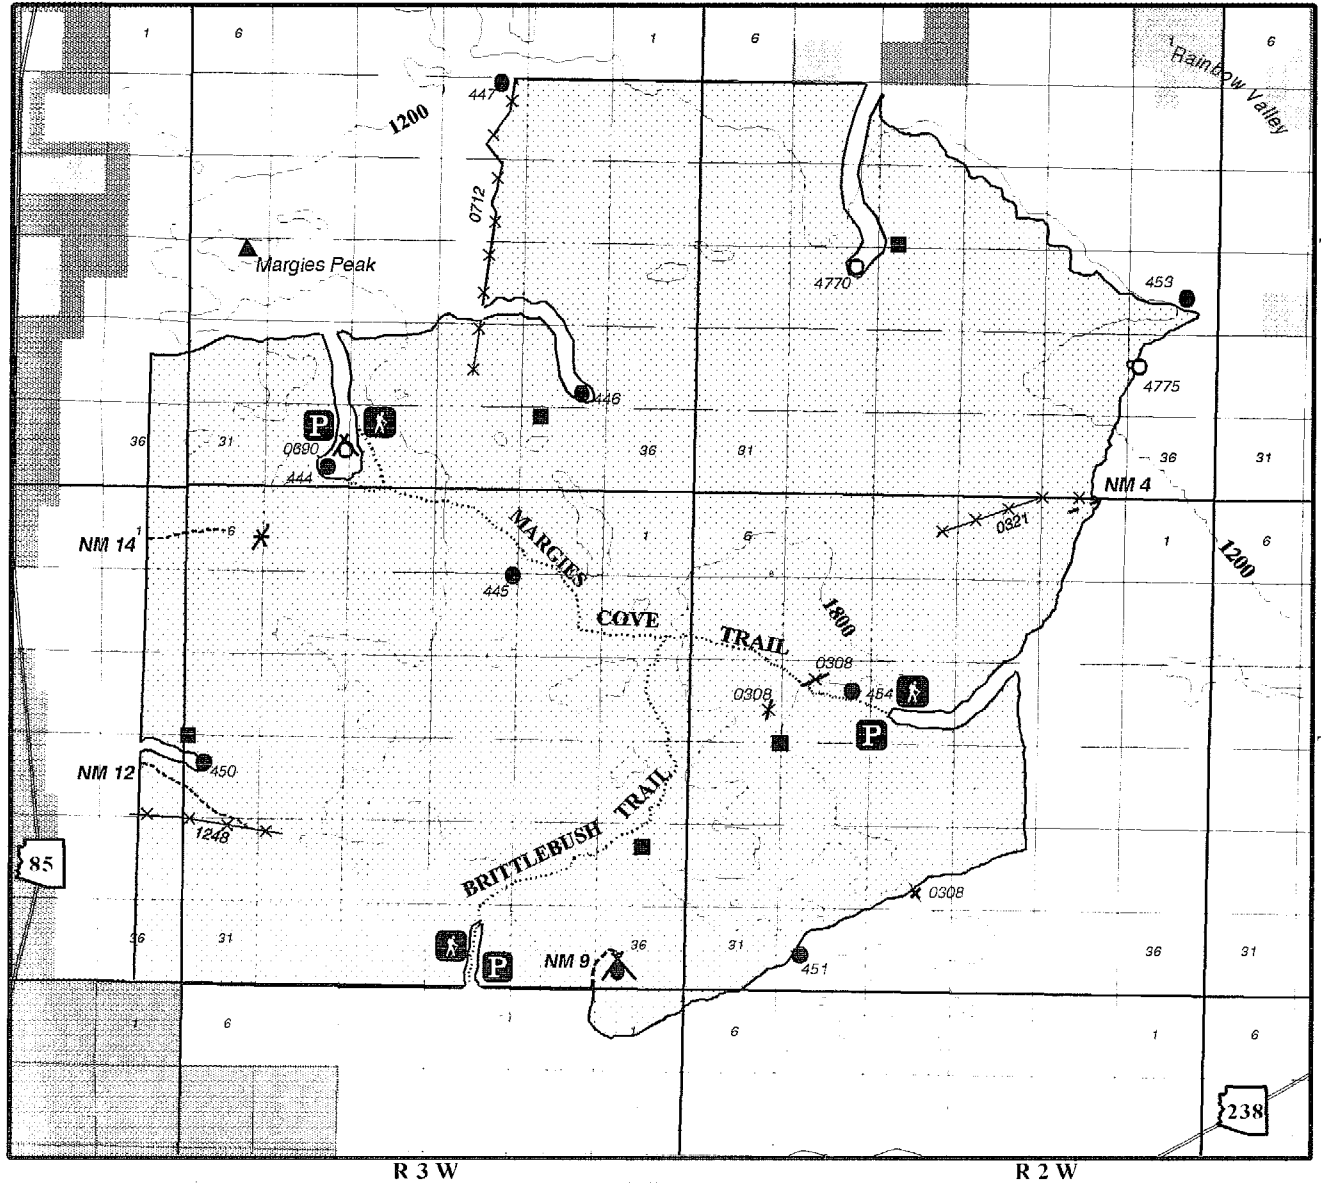 1 6 1 6 1 6
Rainbow Valley
447
1200
0712
Margies Peak
4770
453
4775
446
P
0690
444
36 31 36 31 36 31
NM 4
0321
NM 14
1 6 1 6 1 6
MARGIES
445
1200
COVE TRAIL
1800
0308
0308
454
P
NM 12
450
1248
BRITTLEBUSH TRAIL
85
0308
36 31 36 31 36 31
NM 9
P
451
1 6 1 1 6 1 6
238
R 3 W R 2 W